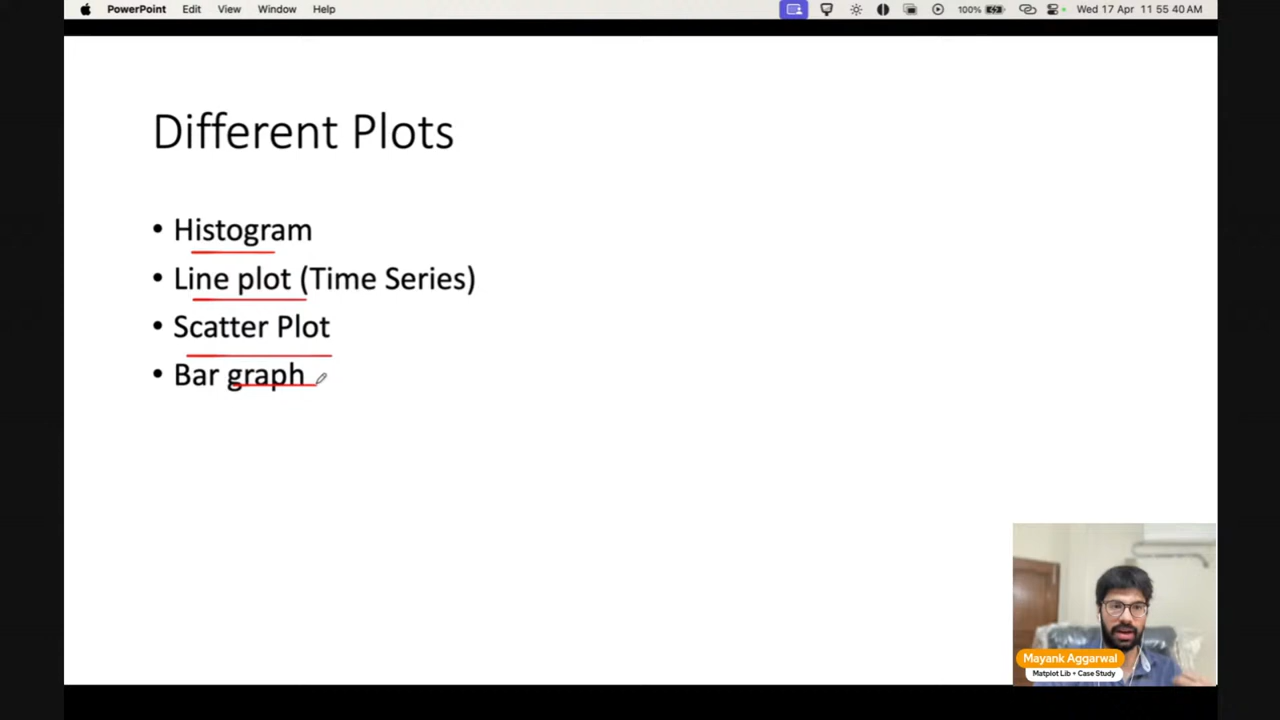 PowerPoint Edit View Window Help 100% Wed 17 Apr 11 55 40 AM
Different Plots
• Histogram
• Line plot (Time Series)
• Scatter Plot
• Bar graph
Mayank Aggarwal
Matplot Lib + Case Study